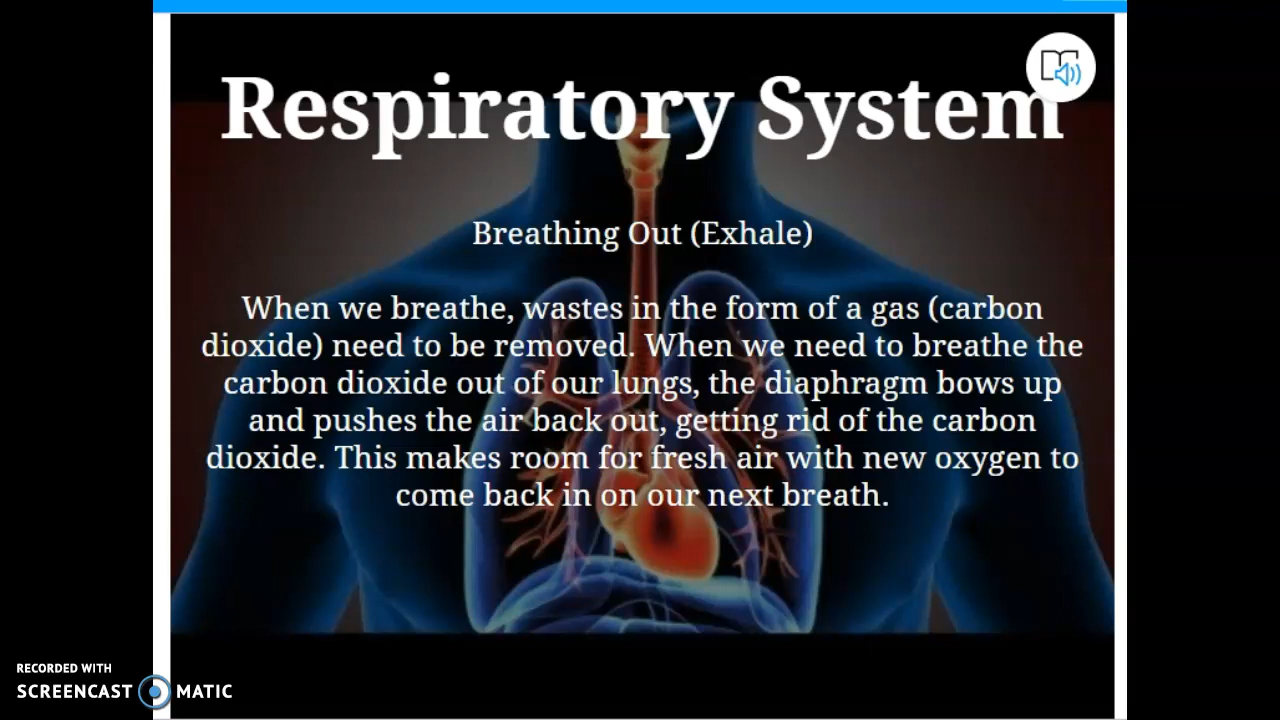 Respiratory System
Breathing Out (Exhale)
When we breathe, wastes in the form of a gas (carbon
dioxide) need to be removed. When we need to breathe the
carbon dioxide out of our lungs, the diaphragm bows up
and pushes the air back out, getting rid of the carbon
dioxide. This makes room for fresh air with new oxygen to
come back in on our next breath.
RECORDED WITH
SCREENCAST MATIC